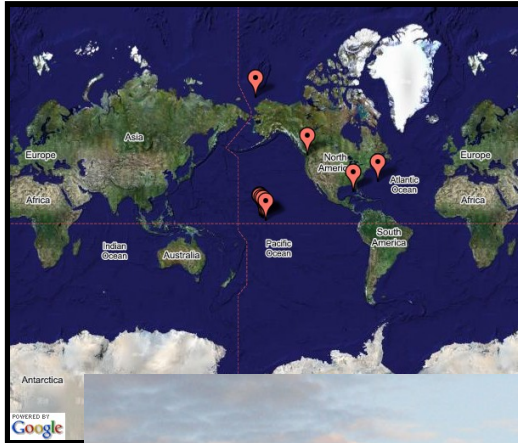 Asia
Europe
North
America
Atlantic
Ocean
Europe
Africa
Africa
Indian
Ocean
Australia
Pacific
Ocean
South
America
Antarctica
POWERED BY
Google